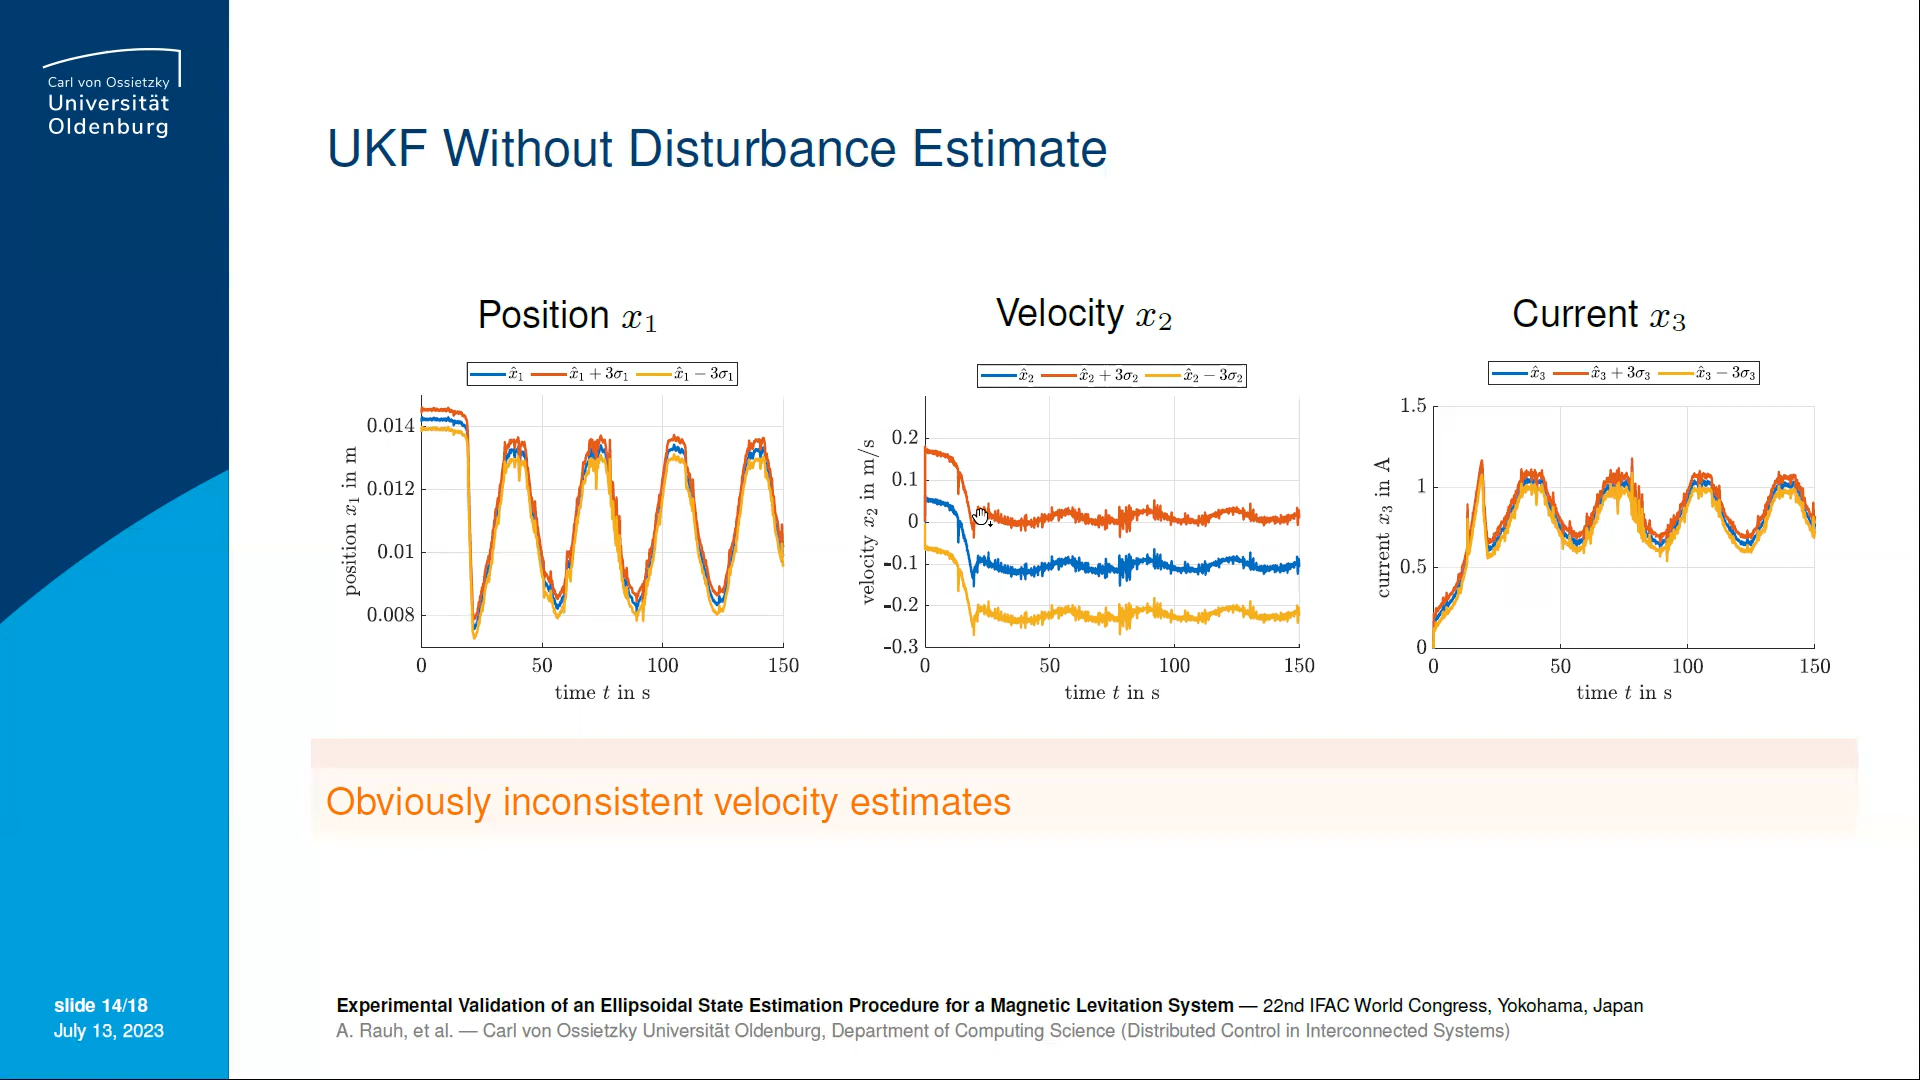 Carl von Ossietzky
Universität
Oldenburg
UKF Without Disturbance Estimate
Position x₁
x̂₁ x̂₁ + 3σ₁ x̂₁ − 3σ₁
0.014
0.012
0.01
0.008
position x₁ in m
0 50 100 150
time t in s
Velocity x₂
x̂₂ x̂₂ + 3σ₂ x̂₂ − 3σ₂
0.2
0.1
0
-0.1
-0.2
-0.3
velocity x₂ in m/s
0 50 100 150
time t in s
Current x₃
x̂₃ x̂₃ + 3σ₃ x̂₃ − 3σ₃
1.5
1
0.5
0
current x₃ in A
0 50 100 150
time t in s
Obviously inconsistent velocity estimates
slide 14/18
July 13, 2023
Experimental Validation of an Ellipsoidal State Estimation Procedure for a Magnetic Levitation System — 22nd IFAC World Congress, Yokohama, Japan
A. Rauh, et al. — Carl von Ossietzky Universität Oldenburg, Department of Computing Science (Distributed Control in Interconnected Systems)